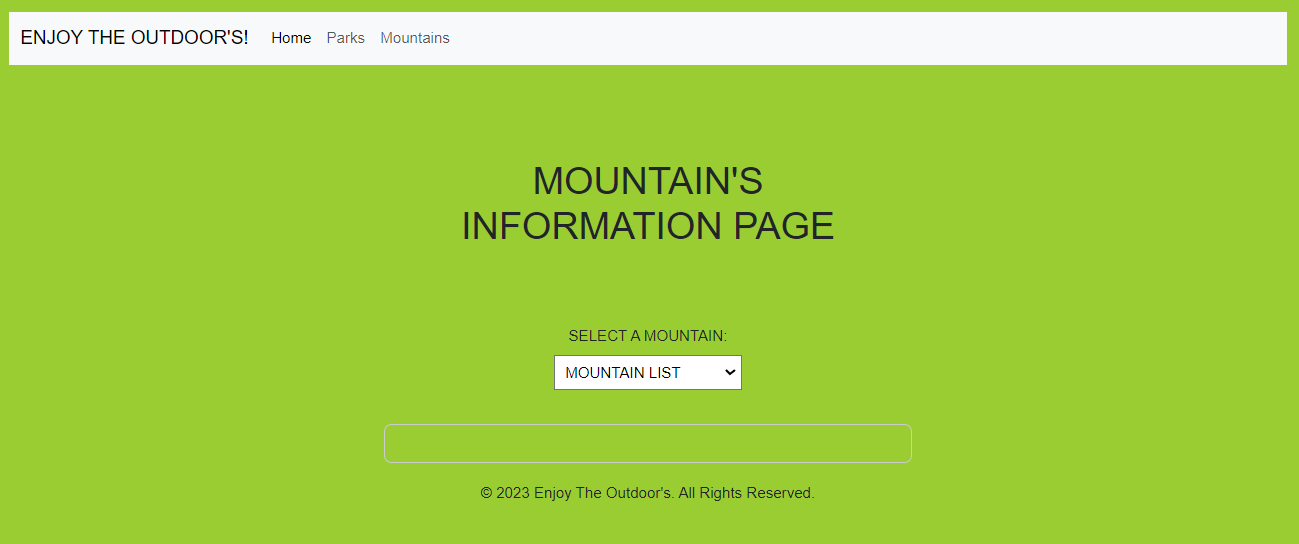 ENJOY THE OUTDOOR'S! Home Parks Mountains
MOUNTAIN'S
INFORMATION PAGE
SELECT A MOUNTAIN:
MOUNTAIN LIST
© 2023 Enjoy The Outdoor's. All Rights Reserved.